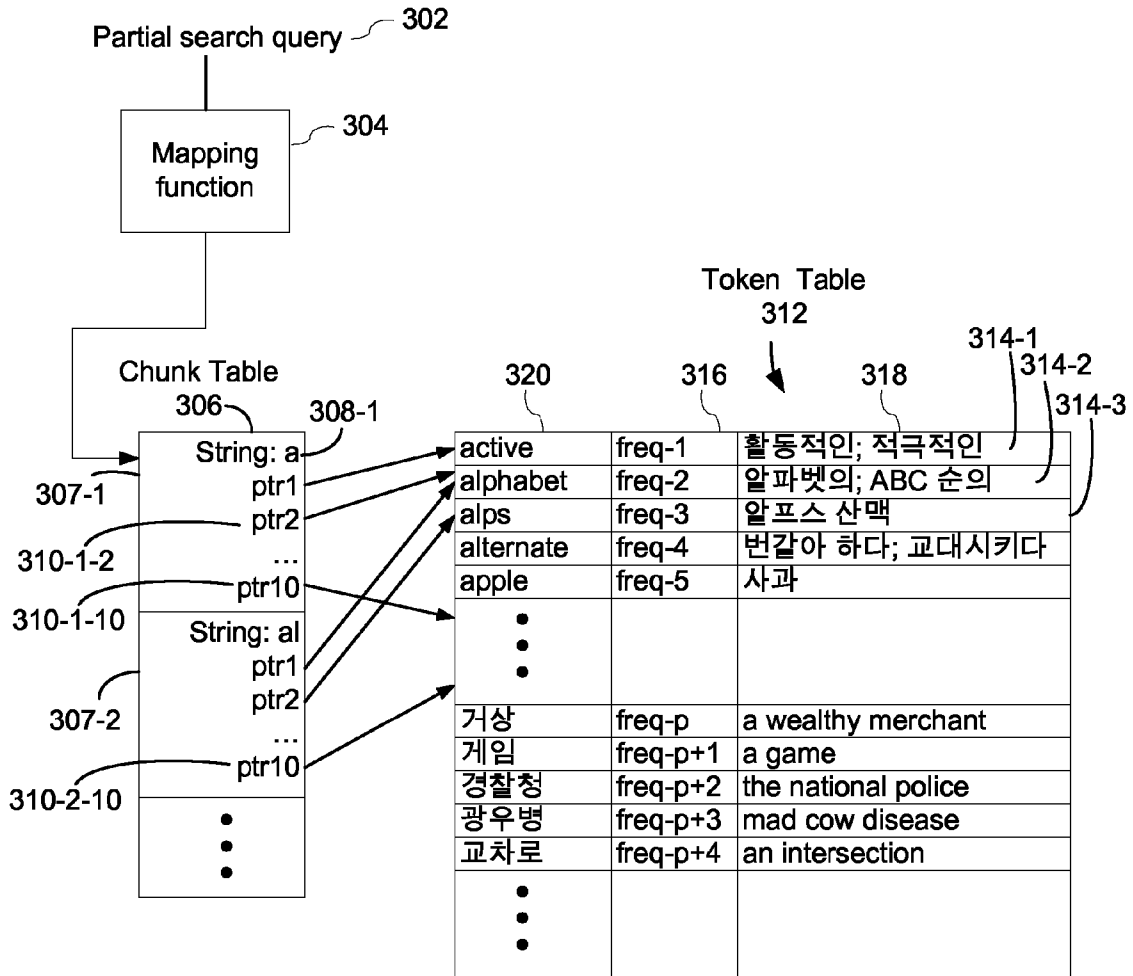 Partial search query 302
Mapping function 304
Token Table
312
314-1
314-2
314-3
Chunk Table
306
308-1
320 316 318
String: a
ptr1
ptr2
...
ptr10
307-1
310-1-2
310-1-10
String: al
ptr1
ptr2
...
ptr10
307-2
310-2-10
active freq-1 활동적인; 적극적인
alphabet freq-2 알파벳의; ABC 순의
alps freq-3 알프스 산맥
alternate freq-4 번갈아 하다; 교대시키다
apple freq-5 사과
거상 freq-p a wealthy merchant
게임 freq-p+1 a game
경찰청 freq-p+2 the national police
광우병 freq-p+3 mad cow disease
교차로 freq-p+4 an intersection